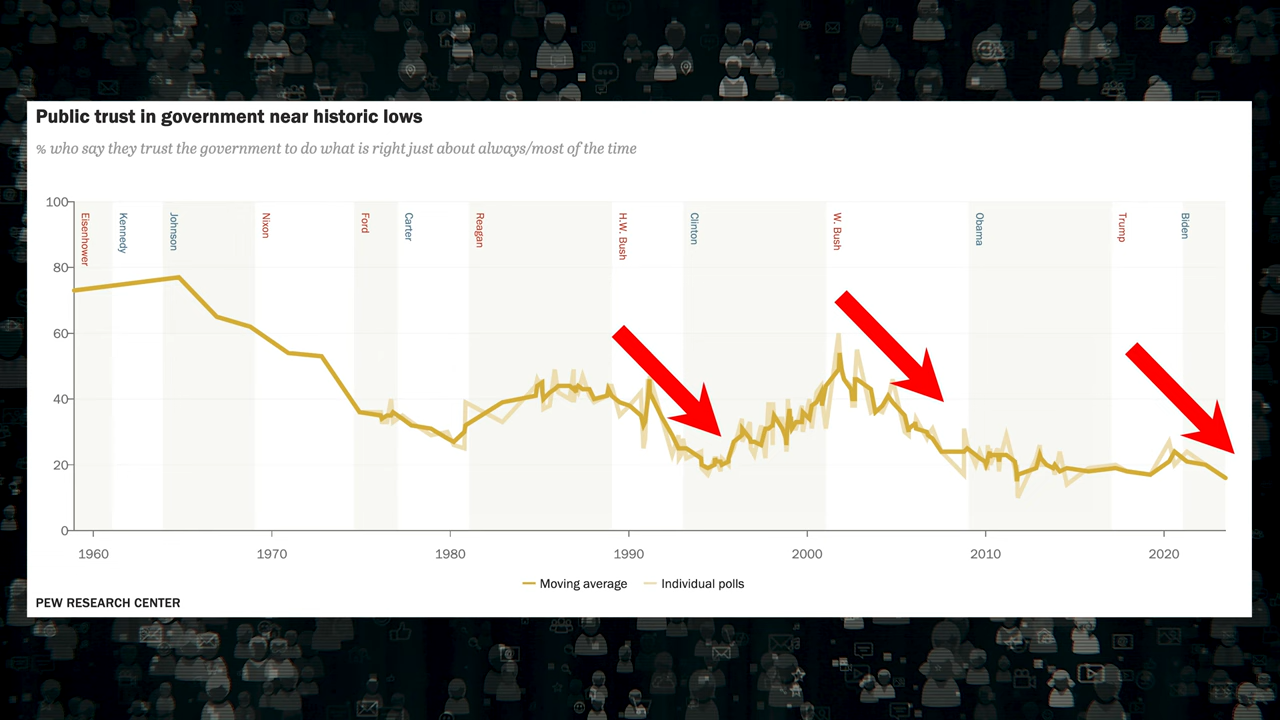 Public trust in government near historic lows
% who say they trust the government to do what is right just about always/most of the time
100
80
60
40
20
0
Eisenhower
Kennedy
Johnson
Nixon
Ford
Carter
Reagan
H.W. Bush
Clinton
W. Bush
Obama
Trump
Biden
1960
1970
1980
1990
2000
2010
2020
Moving average
Individual polls
PEW RESEARCH CENTER